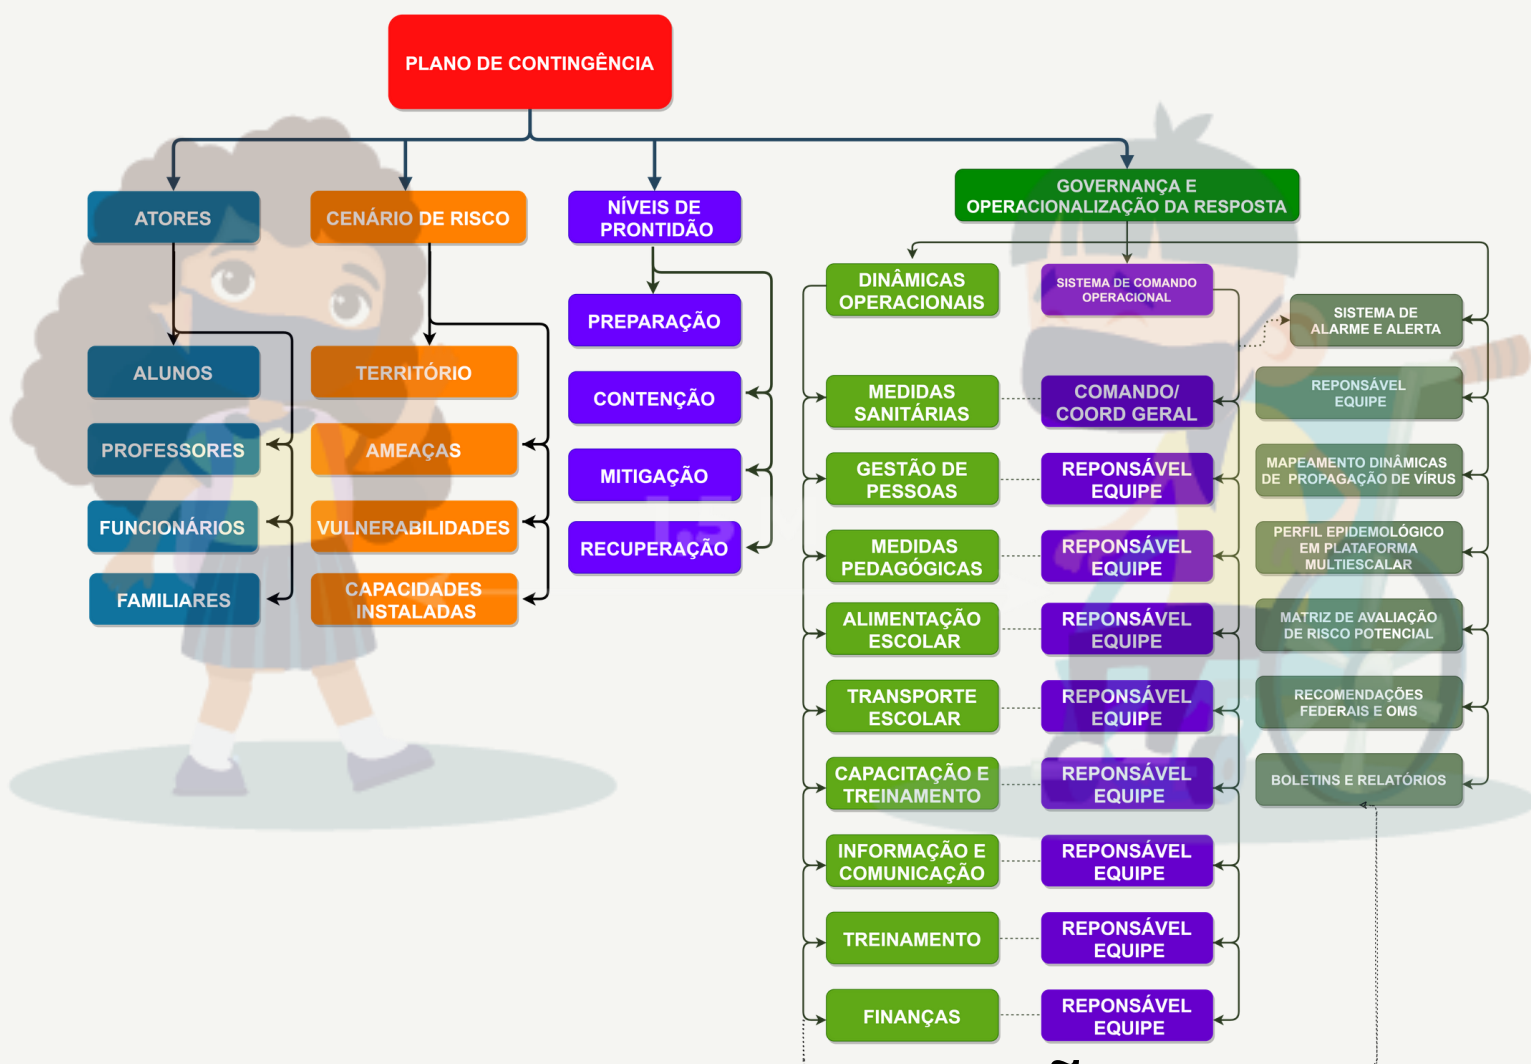 PLANO DE CONTINGÊNCIA
ATORES
ALUNOS
PROFESSORES
FUNCIONÁRIOS
FAMILIARES
CENÁRIO DE RISCO
TERRITÓRIO
AMEAÇAS
VULNERABILIDADES
CAPACIDADES
INSTALADAS
NÍVEIS DE
PRONTIDÃO
PREPARAÇÃO
CONTENÇÃO
MITIGAÇÃO
RECUPERAÇÃO
GOVERNANÇA E
OPERACIONALIZAÇÃO DA RESPOSTA
DINÂMICAS
OPERACIONAIS
MEDIDAS
SANITÁRIAS
GESTÃO DE
PESSOAS
MEDIDAS
PEDAGÓGICAS
ALIMENTAÇÃO
ESCOLAR
TRANSPORTE
ESCOLAR
CAPACITAÇÃO E
TREINAMENTO
INFORMAÇÃO E
COMUNICAÇÃO
TREINAMENTO
FINANÇAS
SISTEMA DE COMANDO
OPERACIONAL
COMANDO/
COORD GERAL
REPONSÁVEL
EQUIPE
REPONSÁVEL
EQUIPE
REPONSÁVEL
EQUIPE
REPONSÁVEL
EQUIPE
REPONSÁVEL
EQUIPE
REPONSÁVEL
EQUIPE
REPONSÁVEL
EQUIPE
REPONSÁVEL
EQUIPE
SISTEMA DE
ALARME E ALERTA
REPONSÁVEL
EQUIPE
MAPEAMENTO DINÂMICAS
DE PROPAGAÇÃO DE VÍRUS
PERFIL EPIDEMOLÓGICO
EM PLATAFORMA
MULTIESCALAR
MATRIZ DE AVALIAÇÃO
DE RISCO POTENCIAL
RECOMENDAÇÕES
FEDERAIS E OMS
BOLETINS E RELATÓRIOS